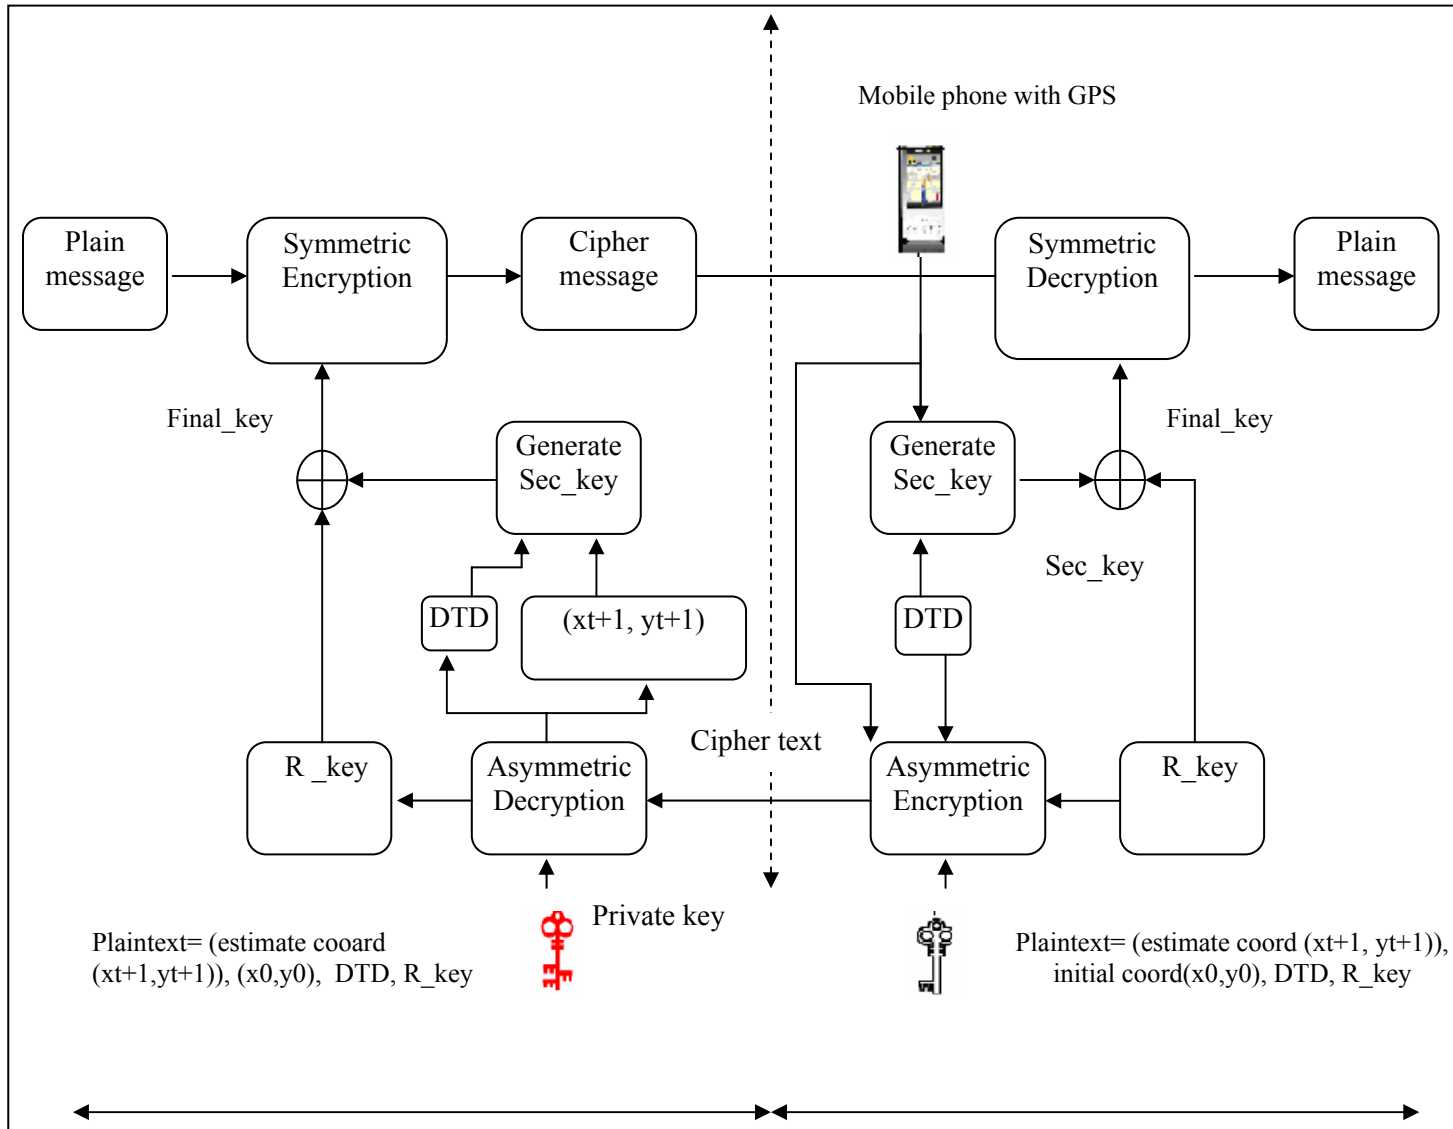 Mobile phone with GPS
Plain
message
Symmetric
Encryption
Cipher
message
Symmetric
Decryption
Plain
message
Final_key
Generate
Sec_key
Generate
Sec_key
Final_key
Sec_key
DTD
(xt+1, yt+1)
DTD
Cipher text
R _key
Asymmetric
Decryption
Asymmetric
Encryption
R_key
Private key
Plaintext= (estimate cooard
(xt+1,yt+1)), (x0,y0), DTD, R_key
Plaintext= (estimate coord (xt+1, yt+1)),
initial coord(x0,y0), DTD, R_key